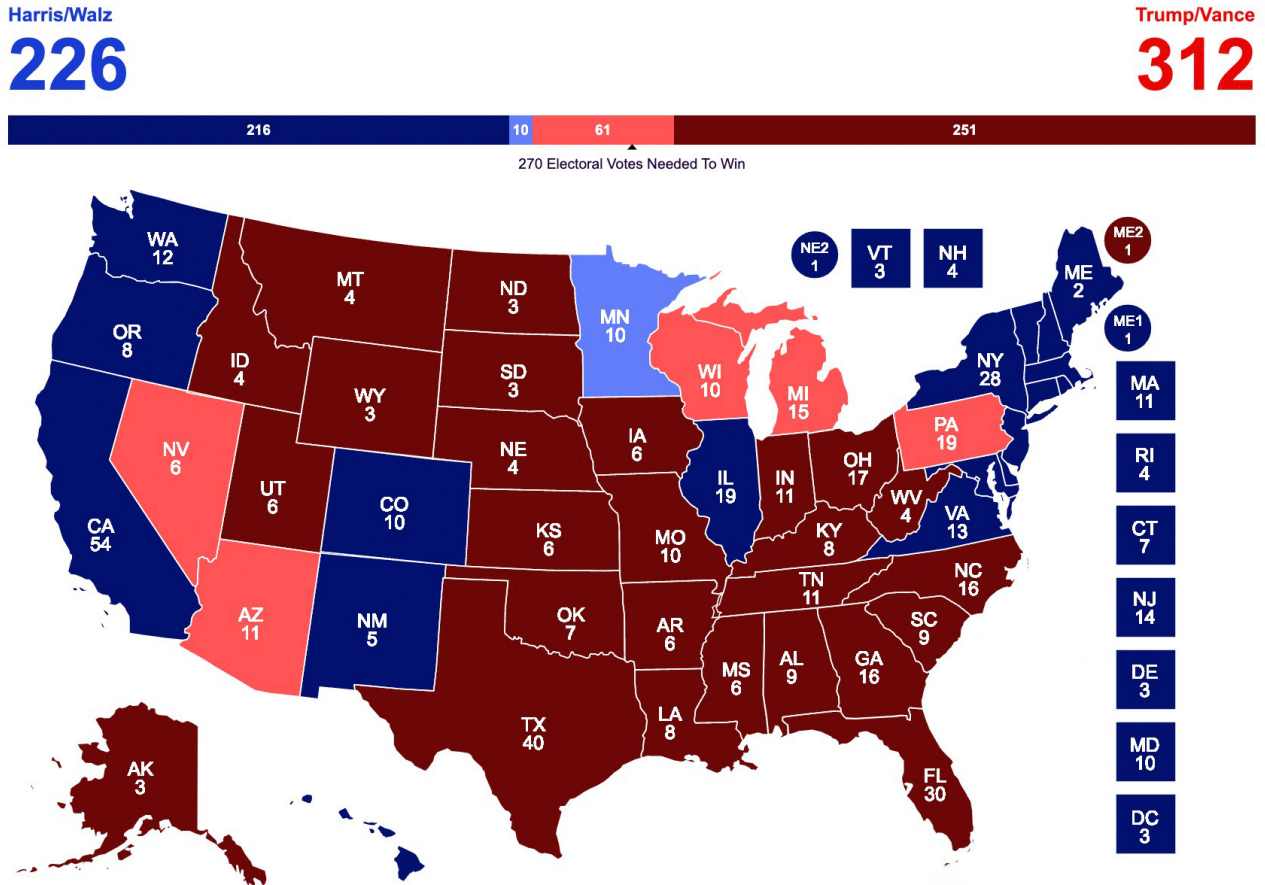 Harris/Walz
Trump/Vance
226
312
216
10
61
251
270 Electoral Votes Needed To Win
WA
12
OR
8
CA
54
NV
6
ID
4
MT
4
WY
3
UT
6
AZ
11
CO
10
NM
5
ND
3
SD
3
NE
4
KS
6
OK
7
TX
40
MN
10
IA
6
MO
10
AR
6
LA
8
WI
10
IL
19
MI
15
IN
11
OH
17
KY
8
TN
11
MS
6
AL
9
GA
16
FL
30
SC
9
NC
16
VA
13
WV
4
PA
19
NY
28
ME
2
NE2
1
VT
3
NH
4
ME2
1
ME1
1
MA
11
RI
4
CT
7
NJ
14
DE
3
MD
10
DC
3
AK
3